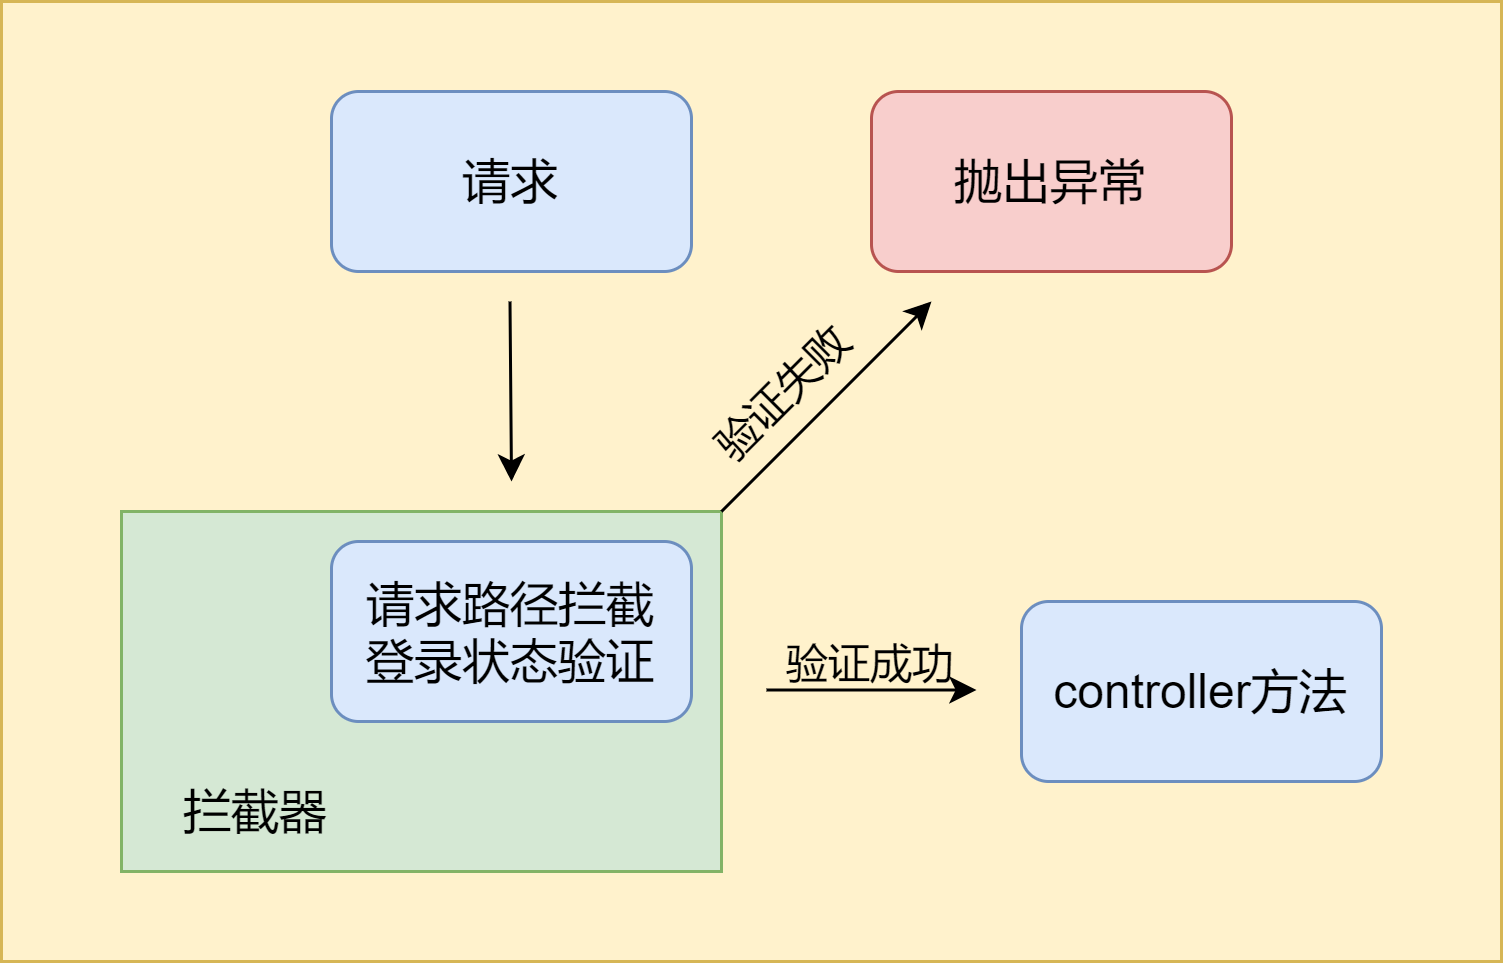 请求
抛出异常
验证失败
请求路径拦截
登录状态验证
验证成功
controller方法
拦截器